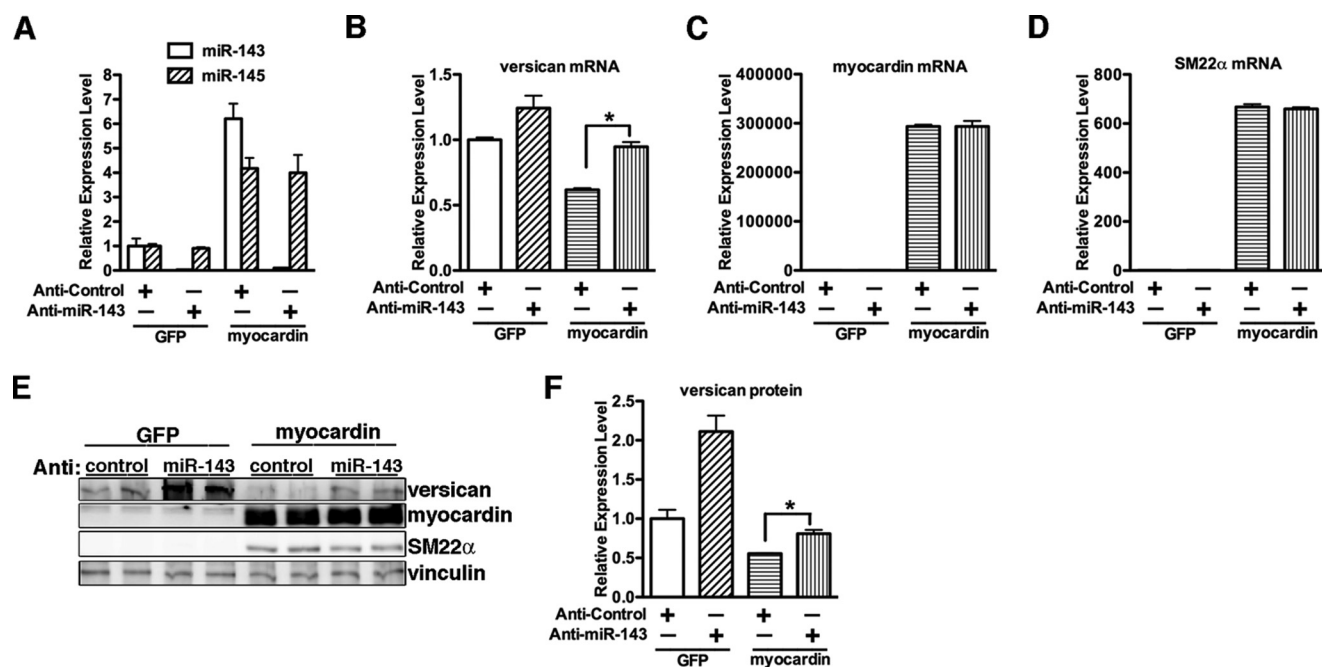 A
miR-143
miR-145
Relative Expression Level
8
7
6
5
4
3
2
1
0
Anti-Control + – + –
Anti-miR-143 – + – +
GFP myocardin
B
versican mRNA
Relative Expression Level
1.5
1.0
0.5
0.0
*
Anti-Control + – + –
Anti-miR-143 – + – +
GFP myocardin
C
myocardin mRNA
Relative Expression Level
400000
300000
200000
100000
0
Anti-Control + – + –
Anti-miR-143 – + – +
GFP myocardin
D
SM22α mRNA
Relative Expression Level
800
600
400
200
0
Anti-Control + – + –
Anti-miR-143 – + – +
GFP myocardin
E
GFP myocardin
Anti: control miR-143 control miR-143
versican
myocardin
SM22α
vinculin
F
versican protein
Relative Expression Level
2.5
2.0
1.5
1.0
0.5
0.0
*
Anti-Control + – + –
Anti-miR-143 – + – +
GFP myocardin